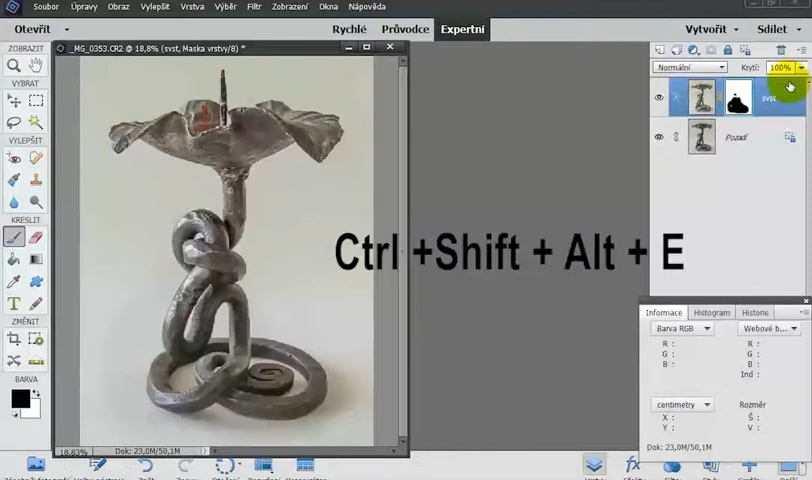 Soubor Úpravy Obraz Vylepšit Vrstva Výběr Filtr Zobrazení Okna Nápověda
Otevřít Rychlé Průvodce Expertní Vytvořit Sdílet
ZOBRAZIT
_MG_0353.CR2 @ 18,8% (svst, Maska vrstvy/8) *
Normální Krytí: 100%
VYBRAT
svst
Pozadí
VYLEPŠIT
KRESLIT
Ctrl +Shift + Alt + E
ZMĚNIT
BARVA
Informace Histogram Historie
Barva RGB Webové b...
R : R :
G : G :
B : B :
Ind :
centimetry Rozměr
X : Š :
Y : V :
Dok: 23,0M/50,1M
18,83% Dok: 23,0M/50,1M